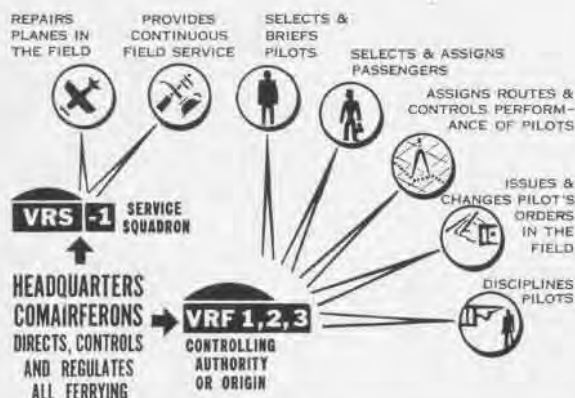 REPAIRS
PLANES IN
THE FIELD
PROVIDES
CONTINUOUS
FIELD SERVICE
SELECTS &
BRIEFS
PILOTS
SELECTS & ASSIGNS
PASSENGERS
ASSIGNS ROUTES &
CONTROLS PERFORM-
ANCE OF PILOTS
ISSUES &
CHANGES PILOT'S
ORDERS
IN THE
FIELD
DISCIPLINES
PILOTS
VRS -1
SERVICE
SQUADRON
HEADQUARTERS
COMAIRFERONS
DIRECTS, CONTROLS
AND REGULATES
ALL FERRYING
VRF 1,2,3
CONTROLLING
AUTHORITY
OR ORIGIN